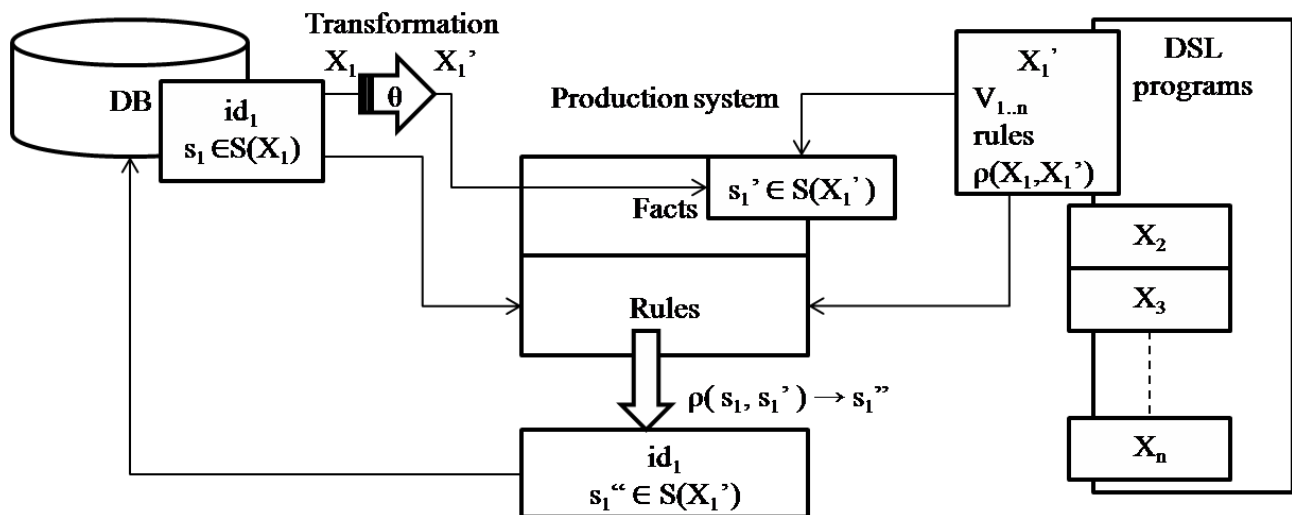 Transformation
X₁ X₁’
θ
DB
id₁
s₁ ∈S(X₁)
Production system
s₁’ ∈ S(X₁’ )
Facts
Rules
ρ( s₁, s₁’ ) → s₁”
id₁
s₁“ ∈ S(X₁’)
X₁’
V₁..ₙ
rules
ρ(X₁,X₁’)
DSL
programs
X₂
X₃
Xₙ